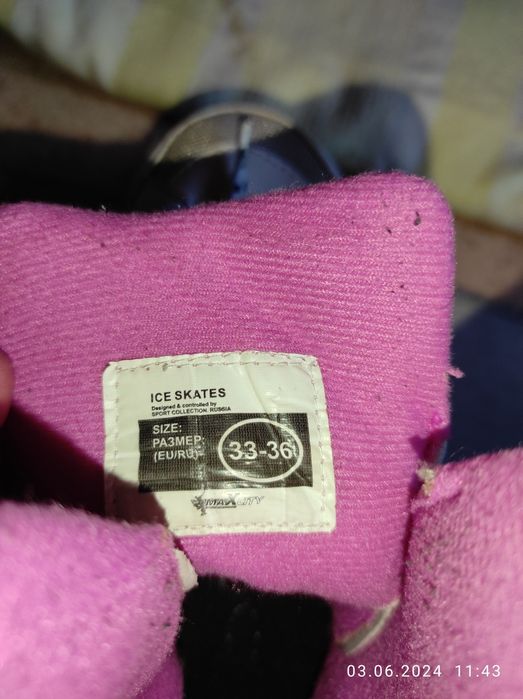 ICE SKATES
Designed & controlled by
SPORT COLLECTION. RUSSIA
SIZE:
РАЗМЕР:
(EU/RU)
33-36
MAXCITY
03.06.2024 11:43